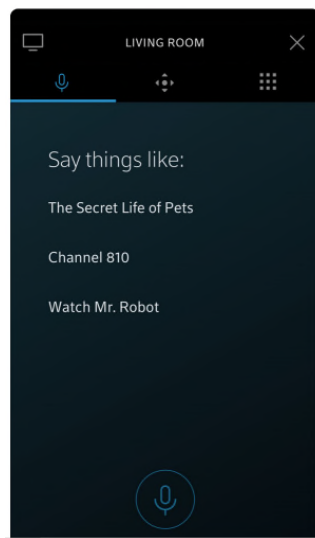 LIVING ROOM
Say things like:
The Secret Life of Pets
Channel 810
Watch Mr. Robot